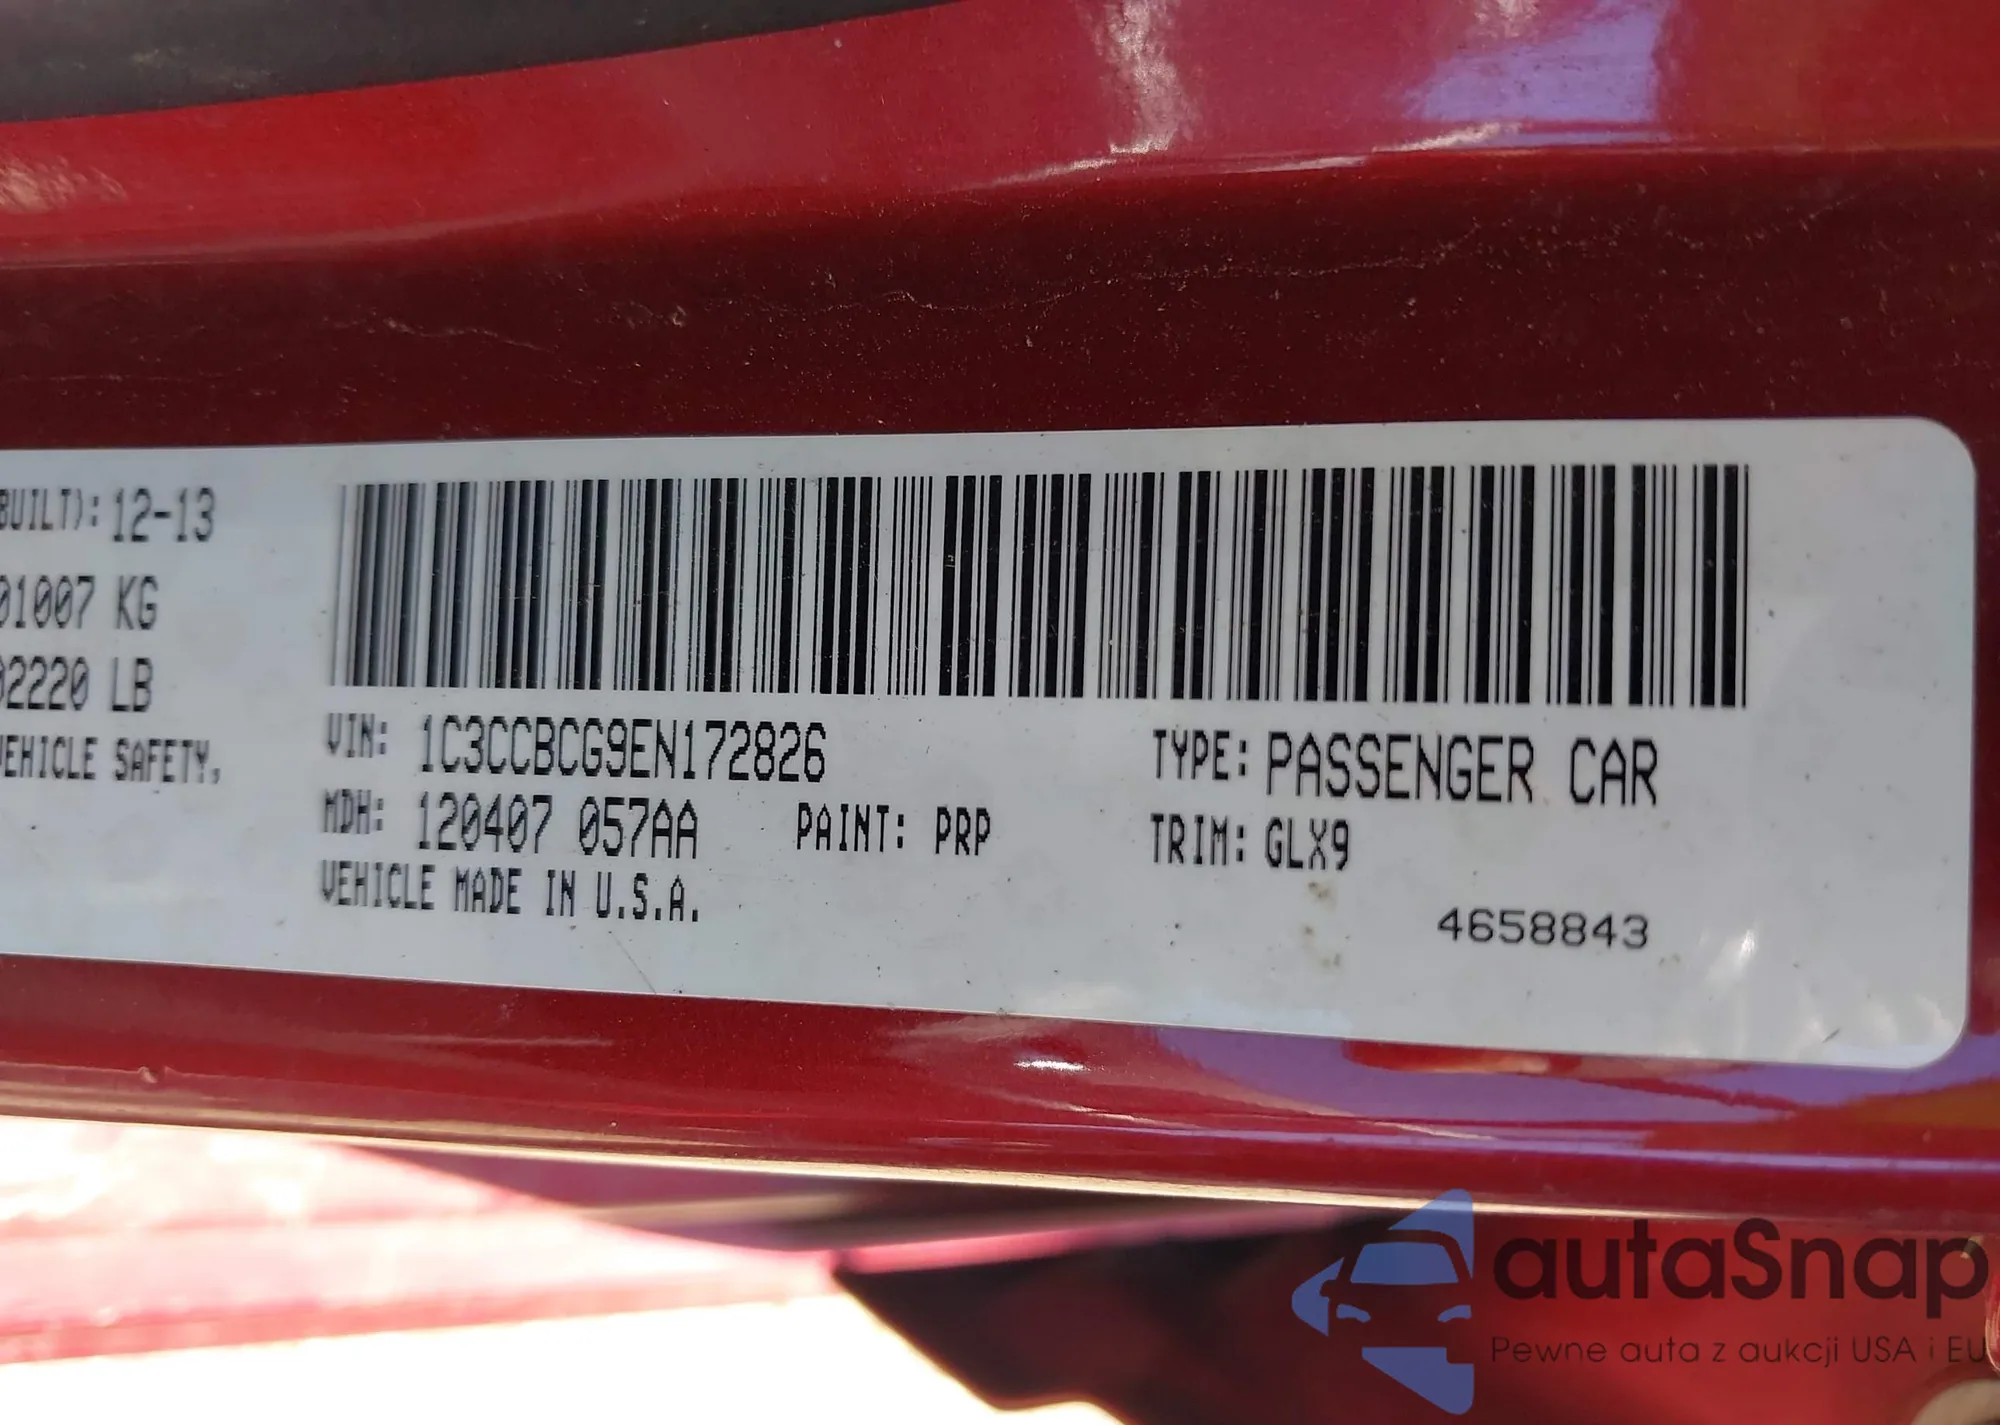 BUILT): 12-13
01007 KG
02220 LB
VEHICLE SAFETY,
VIN: 1C3CCBCG9EN172826
MDH: 120407 057AA PAINT: PRP
VEHICLE MADE IN U.S.A.
TYPE: PASSENGER CAR
TRIM: GLX9
4658843
autaSnap
Pewne auta z aukcji USA i EU